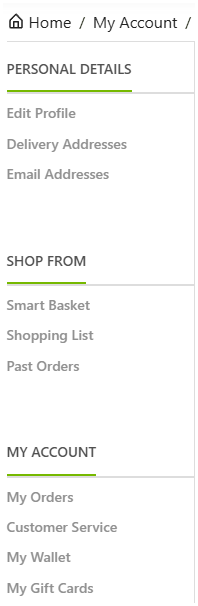 Home / My Account /
PERSONAL DETAILS
Edit Profile
Delivery Addresses
Email Addresses
SHOP FROM
Smart Basket
Shopping List
Past Orders
MY ACCOUNT
My Orders
Customer Service
My Wallet
My Gift Cards